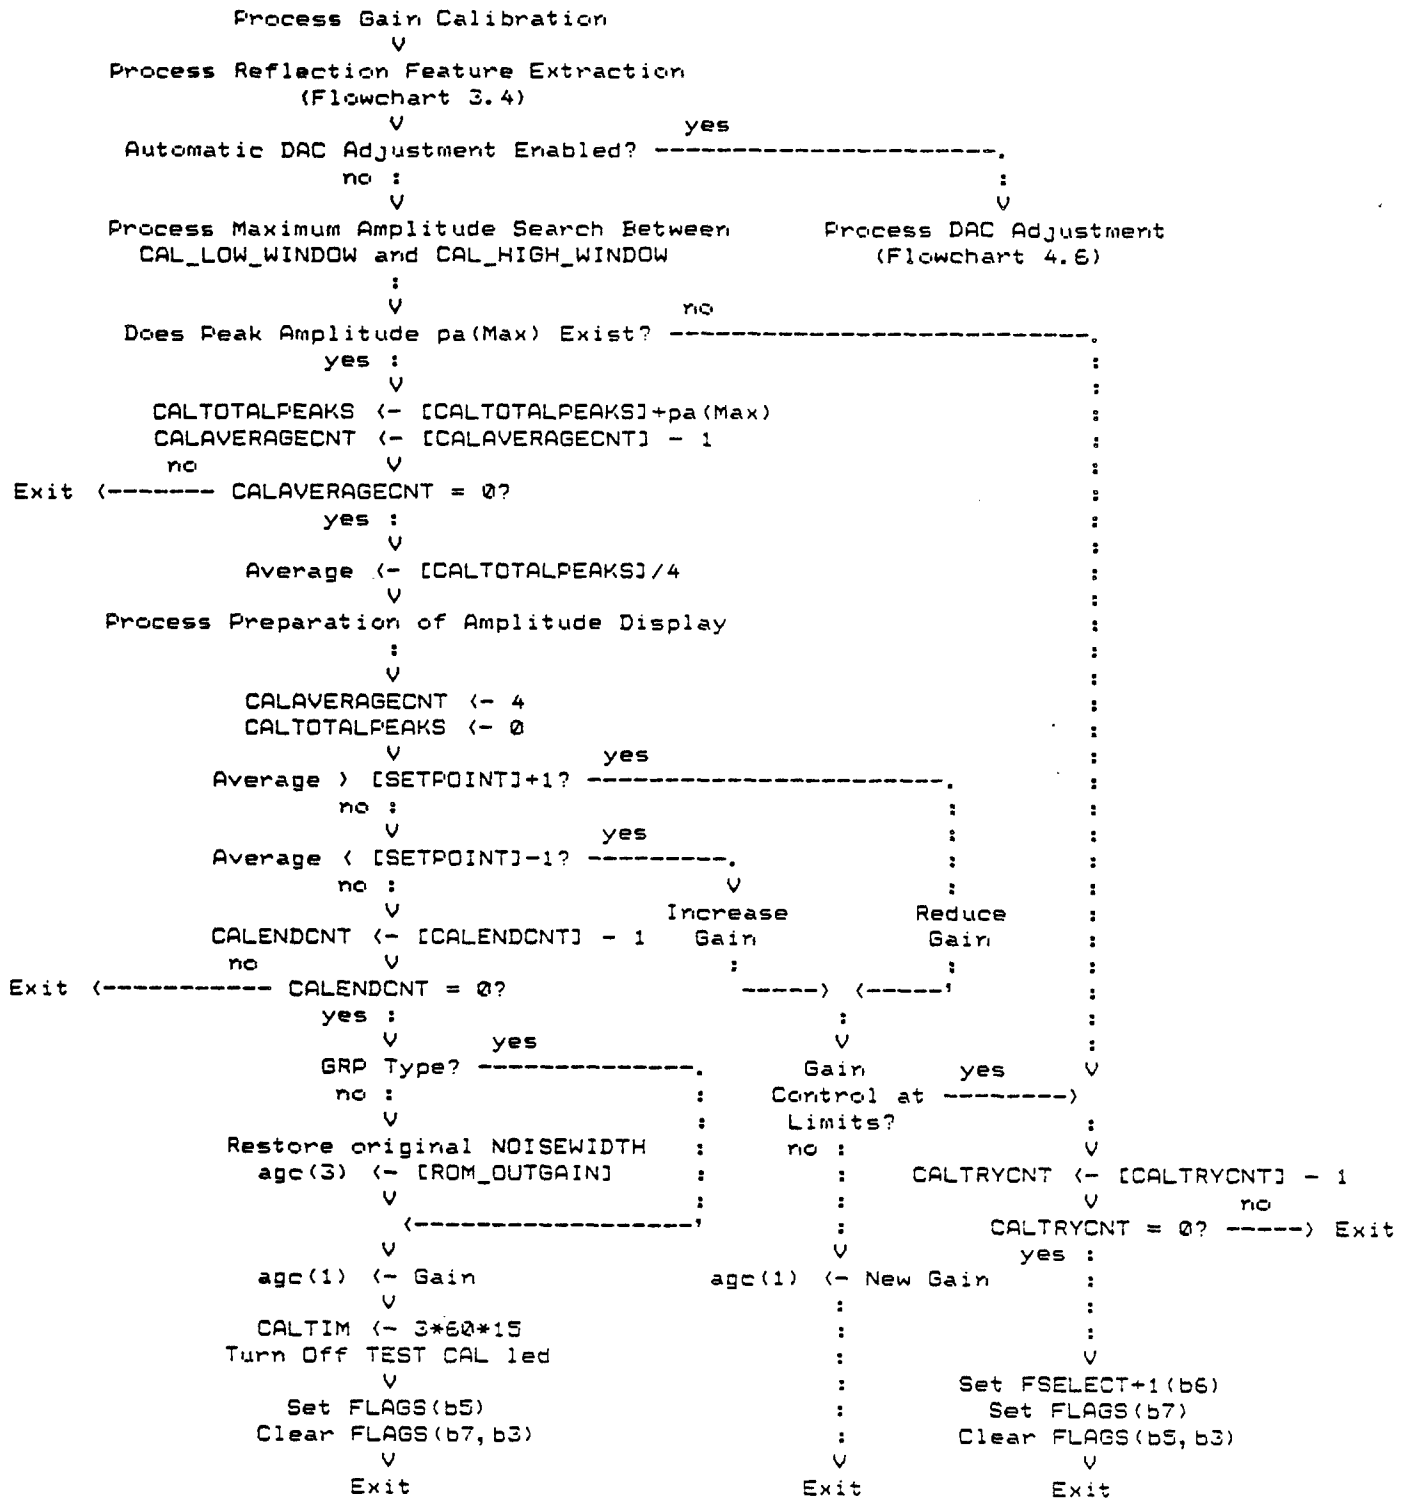 Process Gain Calibration
V
Process Reflection Feature Extraction
(Flowchart 3.4)
V yes
Automatic DAC Adjustment Enabled? ----------------------.
no : :
V V
Process Maximum Amplitude Search Between Process DAC Adjustment
CAL_LOW_WINDOW and CAL_HIGH_WINDOW (Flowchart 4.6)
:
V no
Does Peak Amplitude pa(Max) Exist? ---------------------------.
yes : :
V :
CALTOTALPEAKS <- [CALTOTALPEAKS]+pa(Max) :
CALAVERAGECNT <- [CALAVERAGECNT] - 1 :
no V :
Exit <------- CALAVERAGECNT = 0? :
yes : :
V :
Average <- [CALTOTALPEAKS]/4 :
V :
Process Preparation of Amplitude Display :
: :
V :
CALAVERAGECNT <- 4 :
CALTOTALPEAKS <- 0 :
V yes :
Average > [SETPOINT]+1? -----------------------. :
no : : :
V yes : :
Average < [SETPOINT]-1? ---------. : :
no : V : :
V Increase Reduce :
CALENDCNT <- [CALENDCNT] - 1 Gain Gain :
no V : : :
Exit <----------- CALENDCNT = 0? -----> <-----' :
yes : : :
V yes V :
GRP Type? --------------. Gain yes V
no : : Control at -------->
V : Limits? :
Restore original NOISEWIDTH : no : V
agc(3) <- [ROM_OUTGAIN] : : CALTRYCNT <- [CALTRYCNT] - 1
V : : V no
<------------------' : CALTRYCNT = 0? -----> Exit
V V yes :
agc(1) <- Gain agc(1) <- New Gain :
V : :
CALTIM <- 3*60*15 : :
Turn Off TEST CAL led : V
V : Set FSELECT+1(b6)
Set FLAGS(b5) : Set FLAGS(b7)
Clear FLAGS(b7,b3) : Clear FLAGS(b5,b3)
V V V
Exit Exit Exit